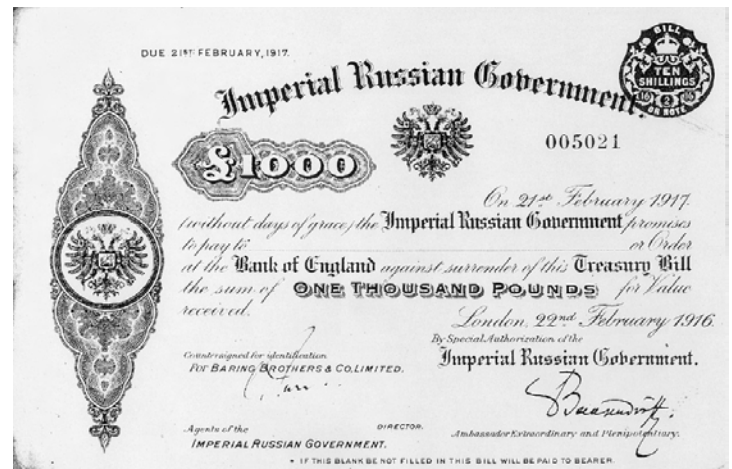 DUE 21ST FEBRUARY, 1917.
BILL
TEN
SHILLINGS
16 2 16
OR NOTE
Imperial Russian Government.
£1000
005021
On 21st February 1917.
(without days of grace) the Imperial Russian Government, promises
to pay to or Order
at the Bank of England against surrender of this Treasury Bill
the sum of ONE THOUSAND POUNDS for Value
received.
London, 22nd February 1916.
By Special Authorization of the
Imperial Russian Government.
Countersigned for identification
FOR BARING BROTHERS & CO. LIMITED.
DIRECTOR.
Agents of the
IMPERIAL RUSSIAN GOVERNMENT.
Ambassador Extraordinary and Plenipotentiary.
* IF THIS BLANK BE NOT FILLED IN THIS BILL WILL BE PAID TO BEARER.